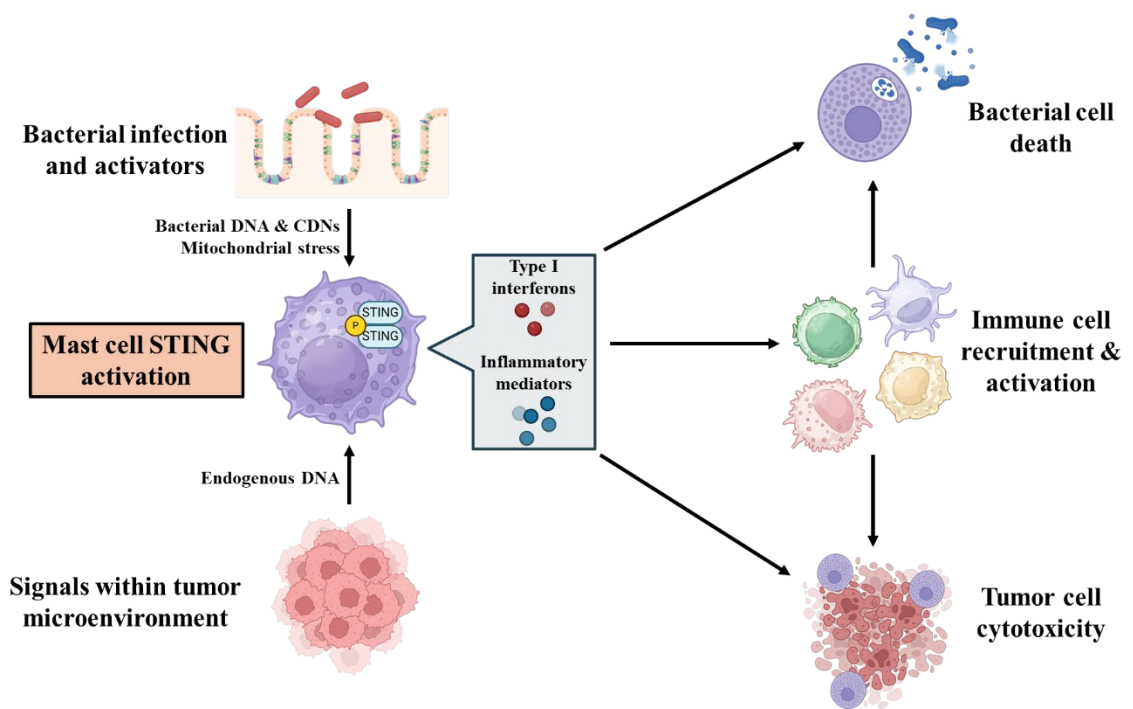 Bacterial infection
and activators
Bacterial DNA & CDNs
Mitochondrial stress
Mast cell STING
activation
P
STING
STING
Endogenous DNA
Signals within tumor
microenvironment
Type I
interferons
Inflammatory
mediators
Bacterial cell
death
Immune cell
recruitment &
activation
Tumor cell
cytotoxicity